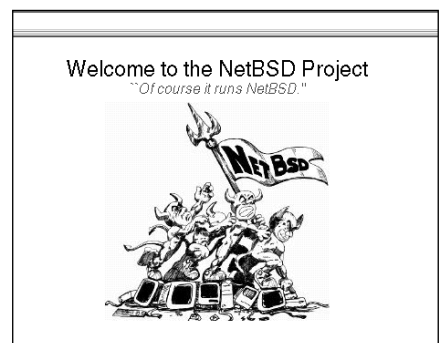 Welcome to the NetBSD Project
``Of course it runs NetBSD.''
NETBSD